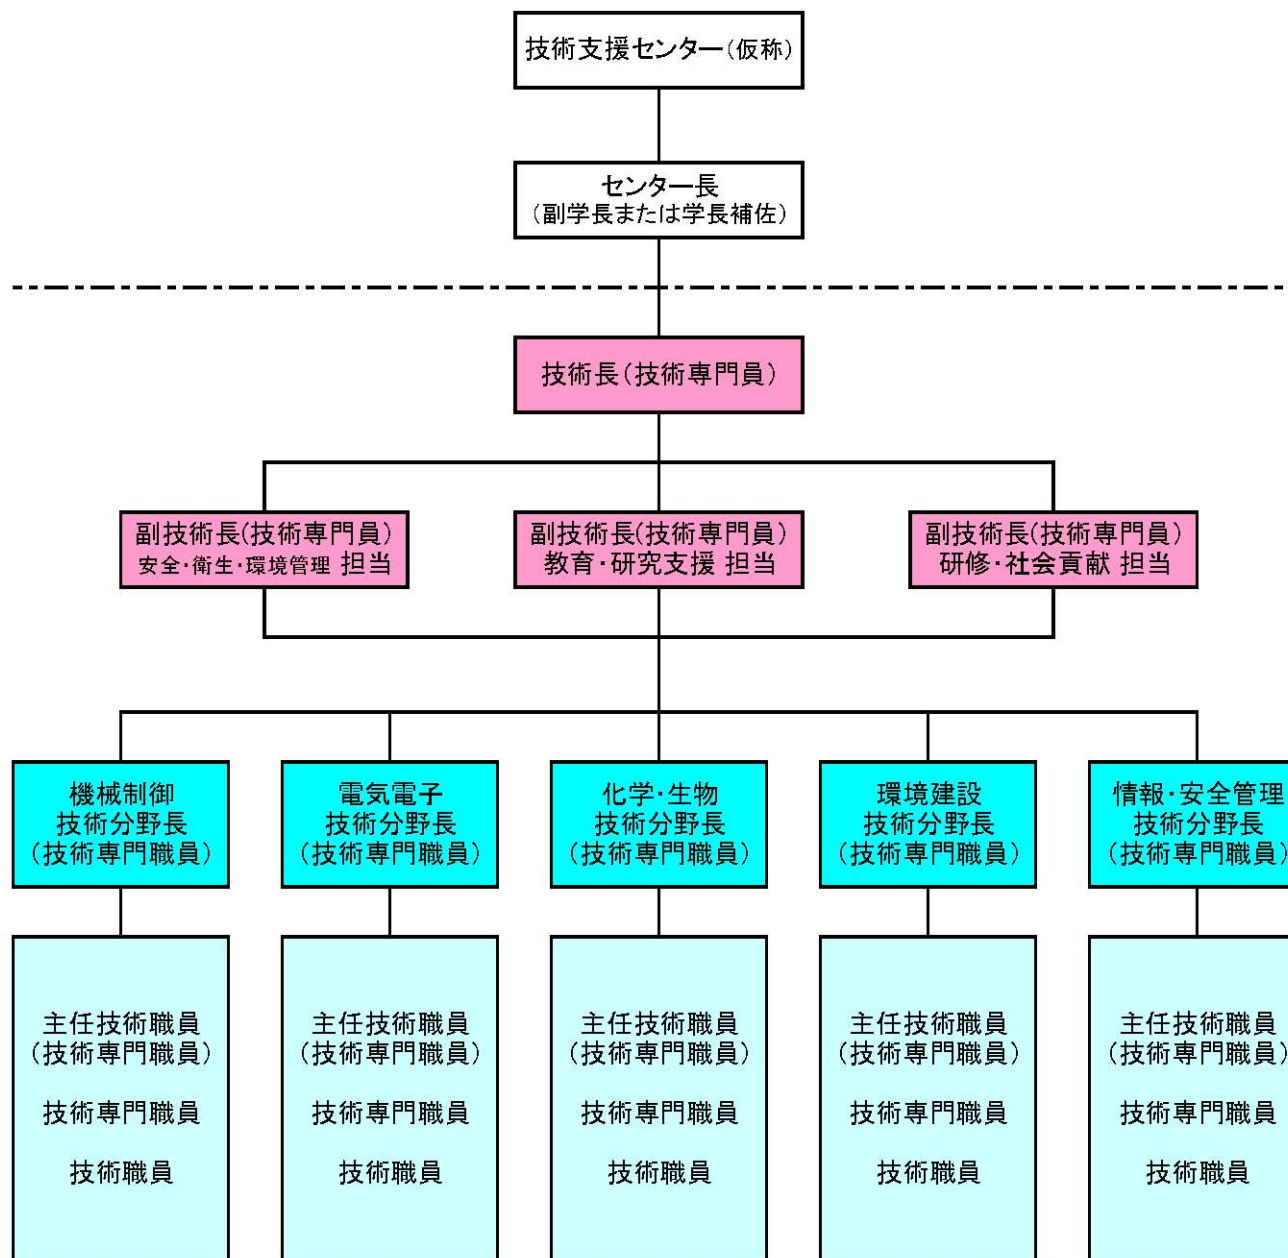 技術支援センター（仮称）
センター長
（副学長または学長補佐）
技術長（技術専門員）
副技術長（技術専門員）
安全・衛生・環境管理 担当
副技術長（技術専門員）
教育・研究支援 担当
副技術長（技術専門員）
研修・社会貢献 担当
機械制御
技術分野長
（技術専門職員）
電気電子
技術分野長
（技術専門職員）
化学・生物
技術分野長
（技術専門職員）
環境建設
技術分野長
（技術専門職員）
情報・安全管理
技術分野長
（技術専門職員）
主任技術職員
（技術専門職員）
技術専門職員
技術職員
主任技術職員
（技術専門職員）
技術専門職員
技術職員
主任技術職員
（技術専門職員）
技術専門職員
技術職員
主任技術職員
（技術専門職員）
技術専門職員
技術職員
主任技術職員
（技術専門職員）
技術専門職員
技術職員